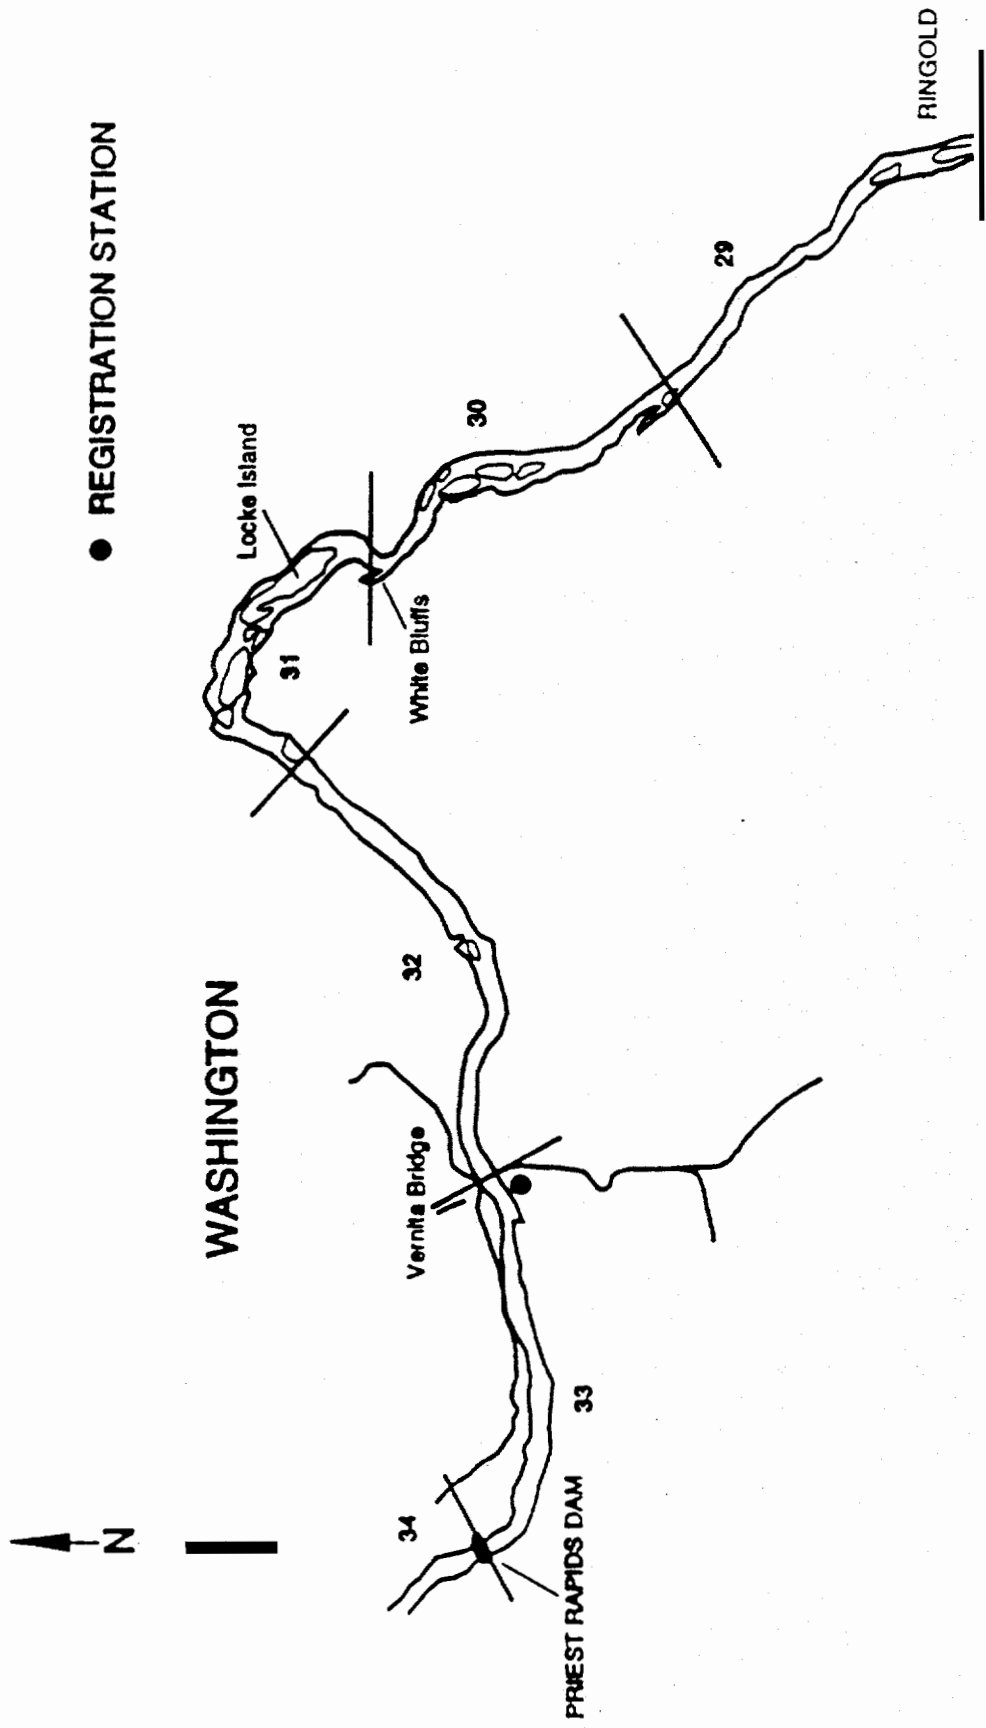 ● REGISTRATION STATION
N
WASHINGTON
34
PRIEST RAPIDS DAM
33
Vernita Bridge
32
31
Locke Island
White Bluffs
30
29
RINGOLD